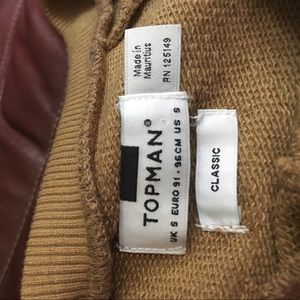 Made in
Mauritius
RN 125149
TOPMAN®
UK S EURO 91 - 96CM US S
CLASSIC